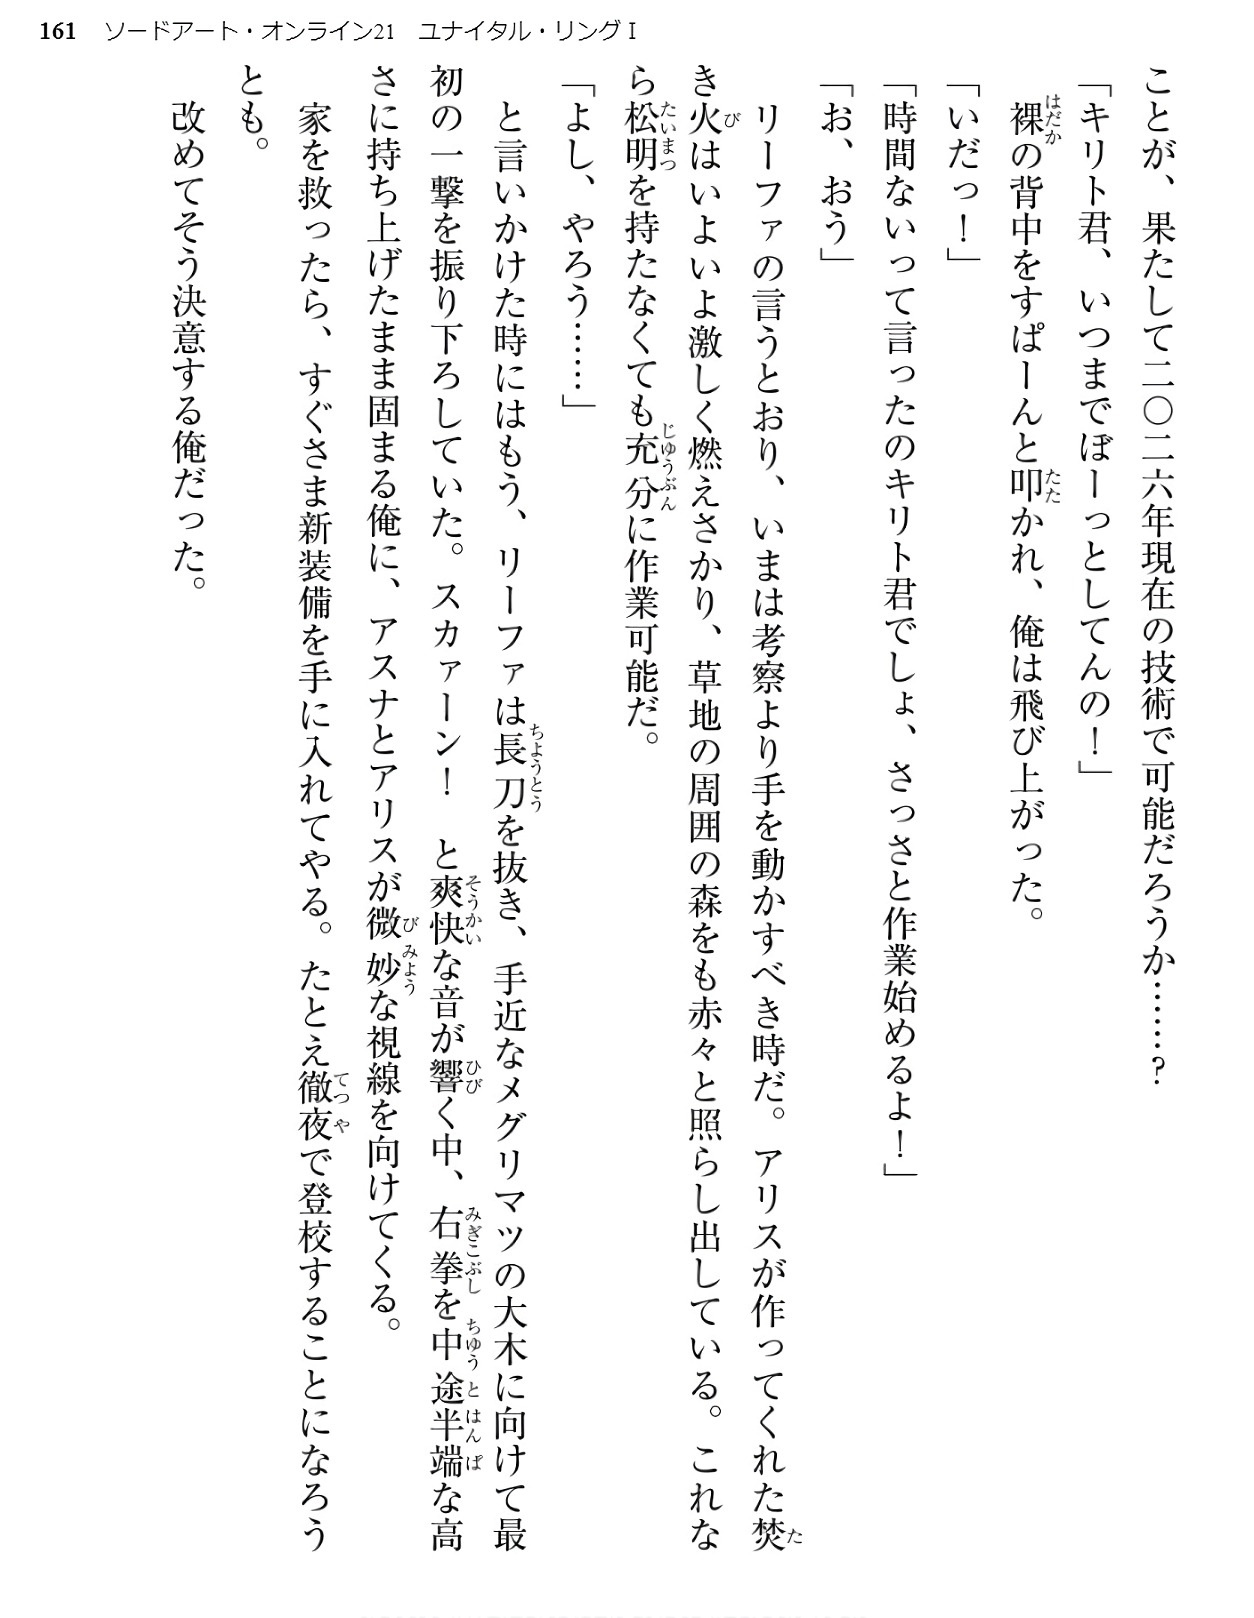 161 ソードアート・オンライン21 ユナイタル・リングⅠ
ことが、果たして二〇二六年現在の技術で可能だろうか……？
「キリト君、いつまでぼーっとしてんの！」
裸の背中をすぱーんと叩かれ、俺は飛び上がった。
「いだっ！」
「時間ないって言ったのキリト君でしょ、さっさと作業始めるよ！」
「お、おう」
リーファの言うとおり、いまは考察より手を動かすべき時だ。アリスが作ってくれた焚
き火はいよいよ激しく燃えさかり、草地の周囲の森をも赤々と照らし出している。これな
ら松明を持たなくても充分に作業可能だ。
「よし、やろう……」
と言いかけた時にはもう、リーファは長刀を抜き、手近なメグリマツの大木に向けて最
初の一撃を振り下ろしていた。スカァーン！　と爽快な音が響く中、右拳を中途半端な高
さに持ち上げたまま固まる俺に、アスナとアリスが微妙な視線を向けてくる。
家を救ったら、すぐさま新装備を手に入れてやる。たとえ徹夜で登校することになろう
とも。
改めてそう決意する俺だった。